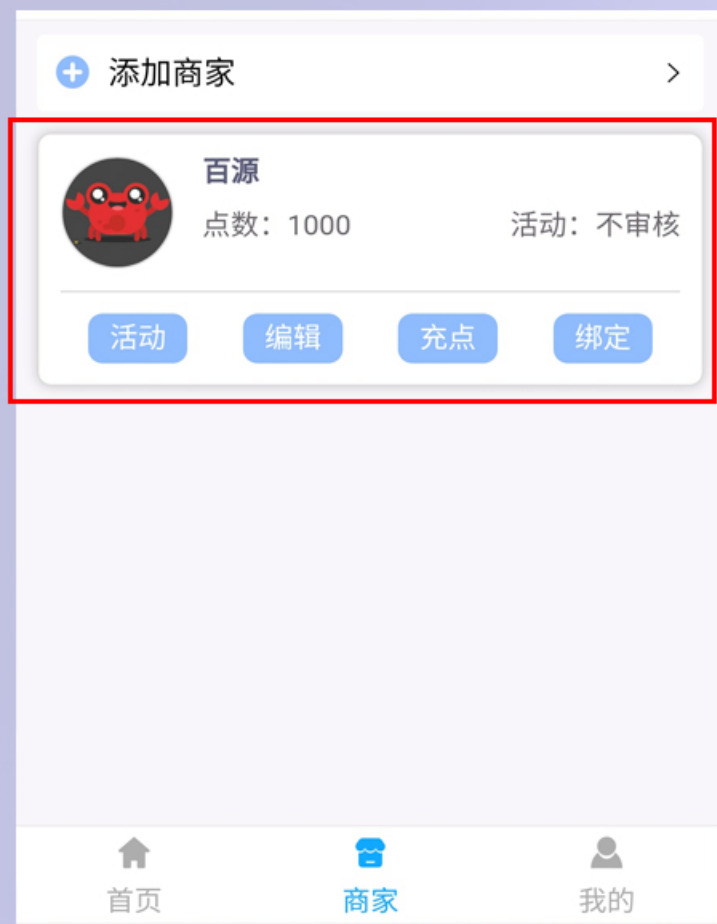 添加商家
百源
点数：1000 活动：不审核
活动 编辑 充点 绑定
首页 商家 我的